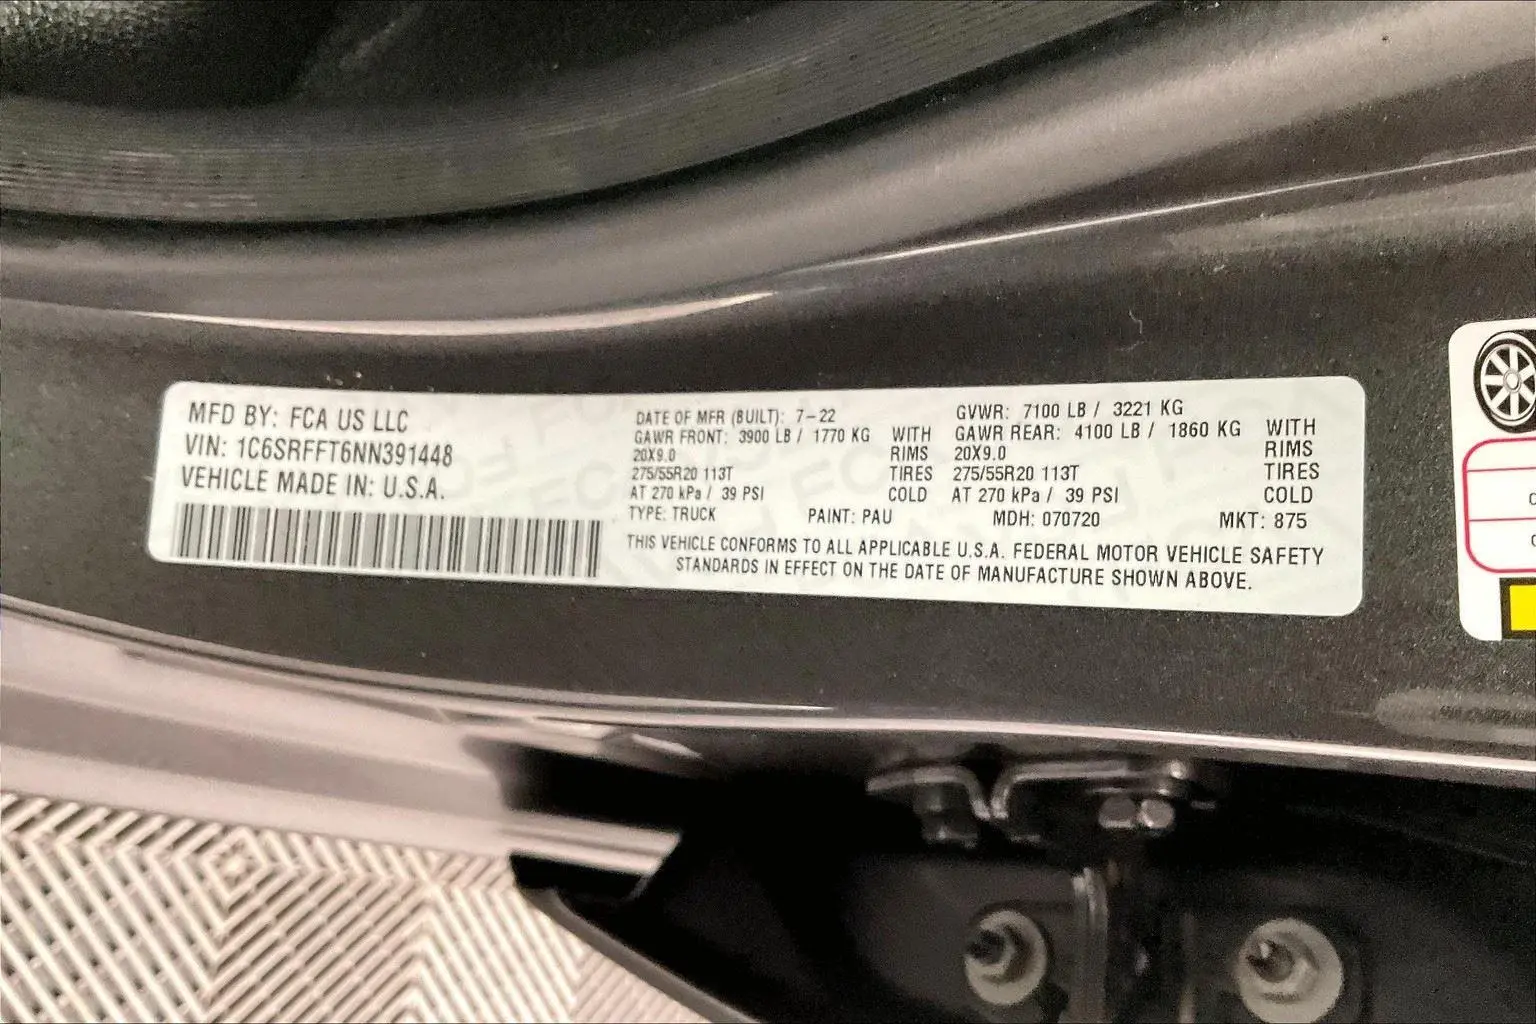 MFD BY: FCA US LLC
VIN: 1C6SRFFT6NN391448
VEHICLE MADE IN: U.S.A.
DATE OF MFR (BUILT): 7-22
GAWR FRONT: 3900 LB / 1770 KG WITH
20X9.0 RIMS
275/55R20 113T TIRES
AT 270 kPa / 39 PSI COLD
GVWR: 7100 LB / 3221 KG
GAWR REAR: 4100 LB / 1860 KG WITH
20X9.0 RIMS
275/55R20 113T TIRES
AT 270 kPa / 39 PSI COLD
TYPE: TRUCK PAINT: PAU MDH: 070720 MKT: 875
THIS VEHICLE CONFORMS TO ALL APPLICABLE U.S.A. FEDERAL MOTOR VEHICLE SAFETY
STANDARDS IN EFFECT ON THE DATE OF MANUFACTURE SHOWN ABOVE.